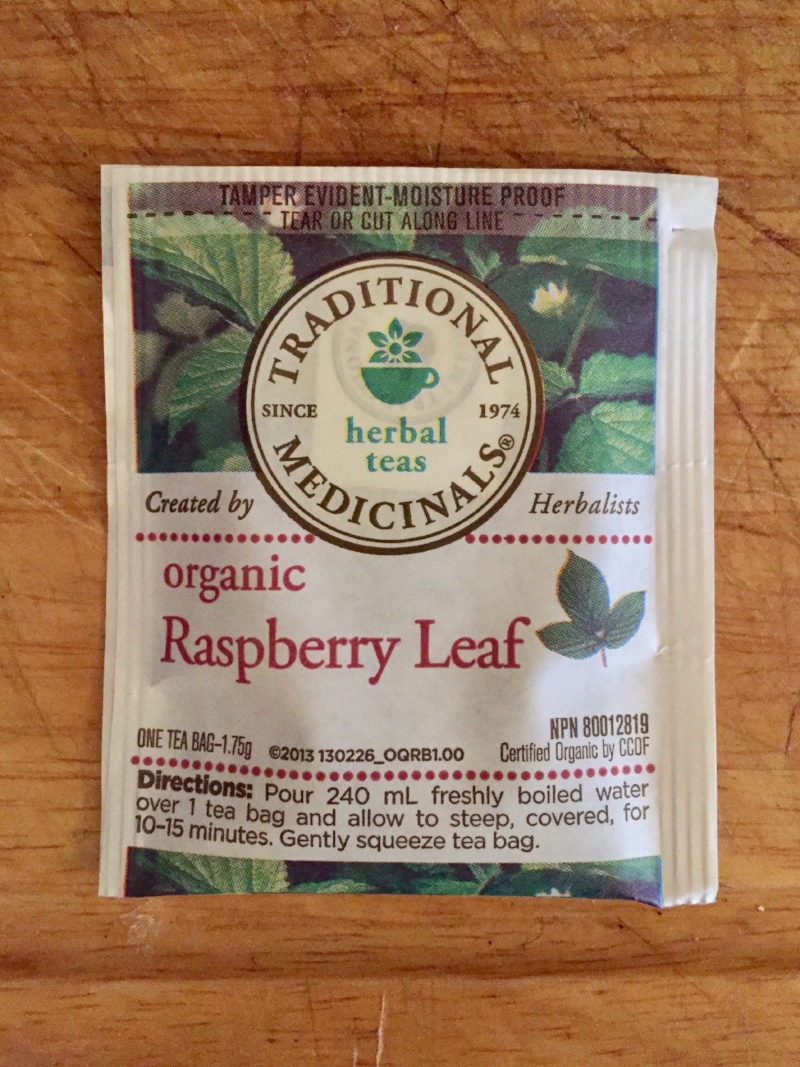 TAMPER EVIDENT-MOISTURE PROOF
TEAR OR CUT ALONG LINE
TRADITIONAL
SINCE 1974
herbal
teas
MEDICINALS®
Created by Herbalists
organic
Raspberry Leaf
NPN 80012819
ONE TEA BAG–1.75g ©2013 130226_OQRB1.00 Certified Organic by CCOF
Directions: Pour 240 mL freshly boiled water
over 1 tea bag and allow to steep, covered, for
10–15 minutes. Gently squeeze tea bag.